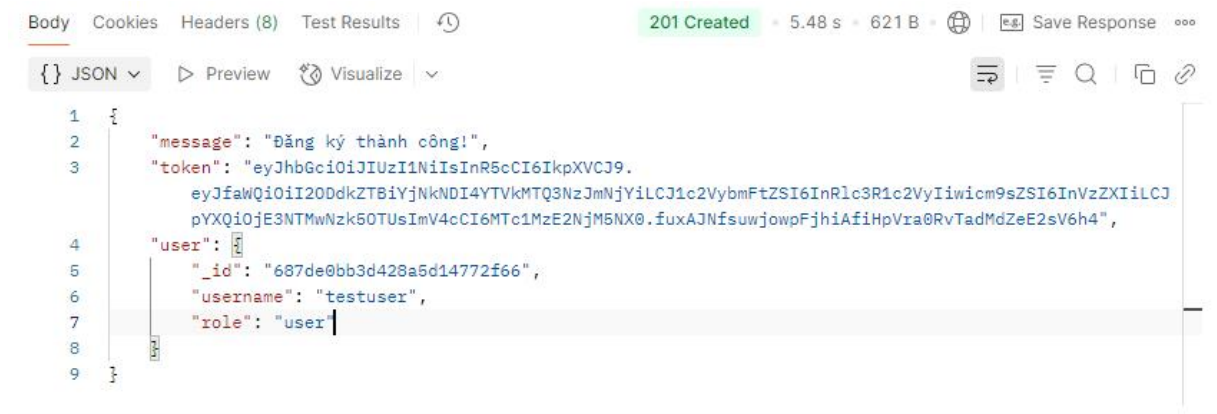 Body Cookies Headers (8) Test Results 201 Created 5.48 s 621 B e.g. Save Response
{} JSON Preview Visualize
1 {
2 "message": "Đăng ký thành công!",
3 "token": "eyJhbGciOiJIUzI1NiIsInR5cCI6IkpXVCJ9.
eyJfaWQiOiI2ODdkZTBiYjNkNDI4YTVkMTQ3NzJmNjYiLCJ1c2VybmFtZSI6InRlc3R1c2VyIiwicm9sZSI6InVzZXIiLCJ
pYXQiOjE3NTMwNzk5OTUsImV4cCI6MTc1MzE2NjM5NX0.fuxAJNfsuwjowpFjhiAfiHpVra0RvTadMdZeE2sV6h4",
4 "user": {
5 "_id": "687de0bb3d428a5d14772f66",
6 "username": "testuser",
7 "role": "user"
8 }
9 }